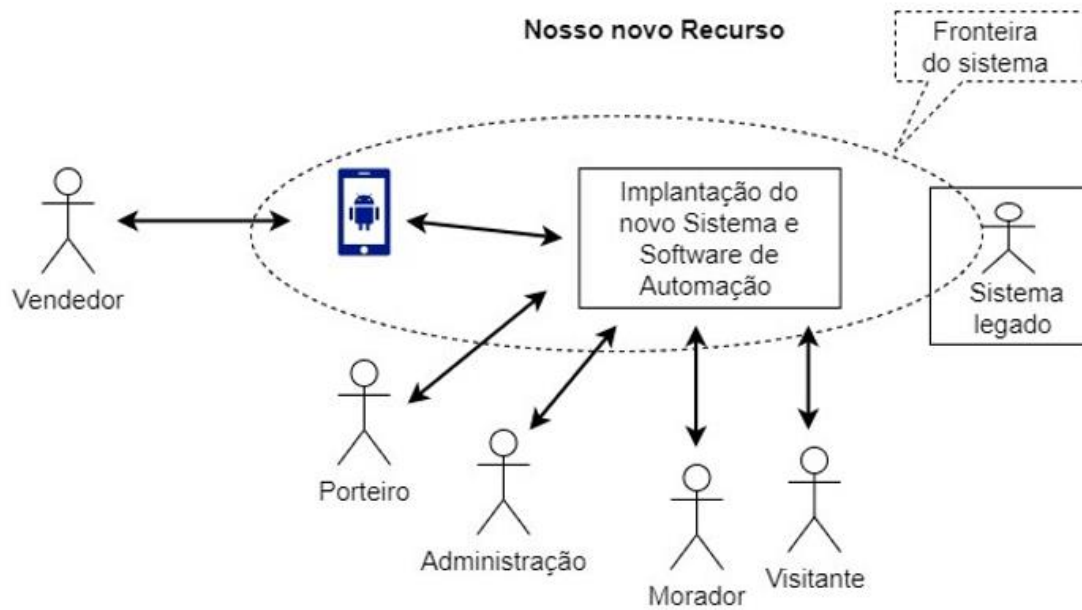 Nosso novo Recurso
Fronteira
do sistema
Implantação do
novo Sistema e
Software de
Automação
Vendedor
Sistema
legado
Porteiro
Administração
Morador
Visitante